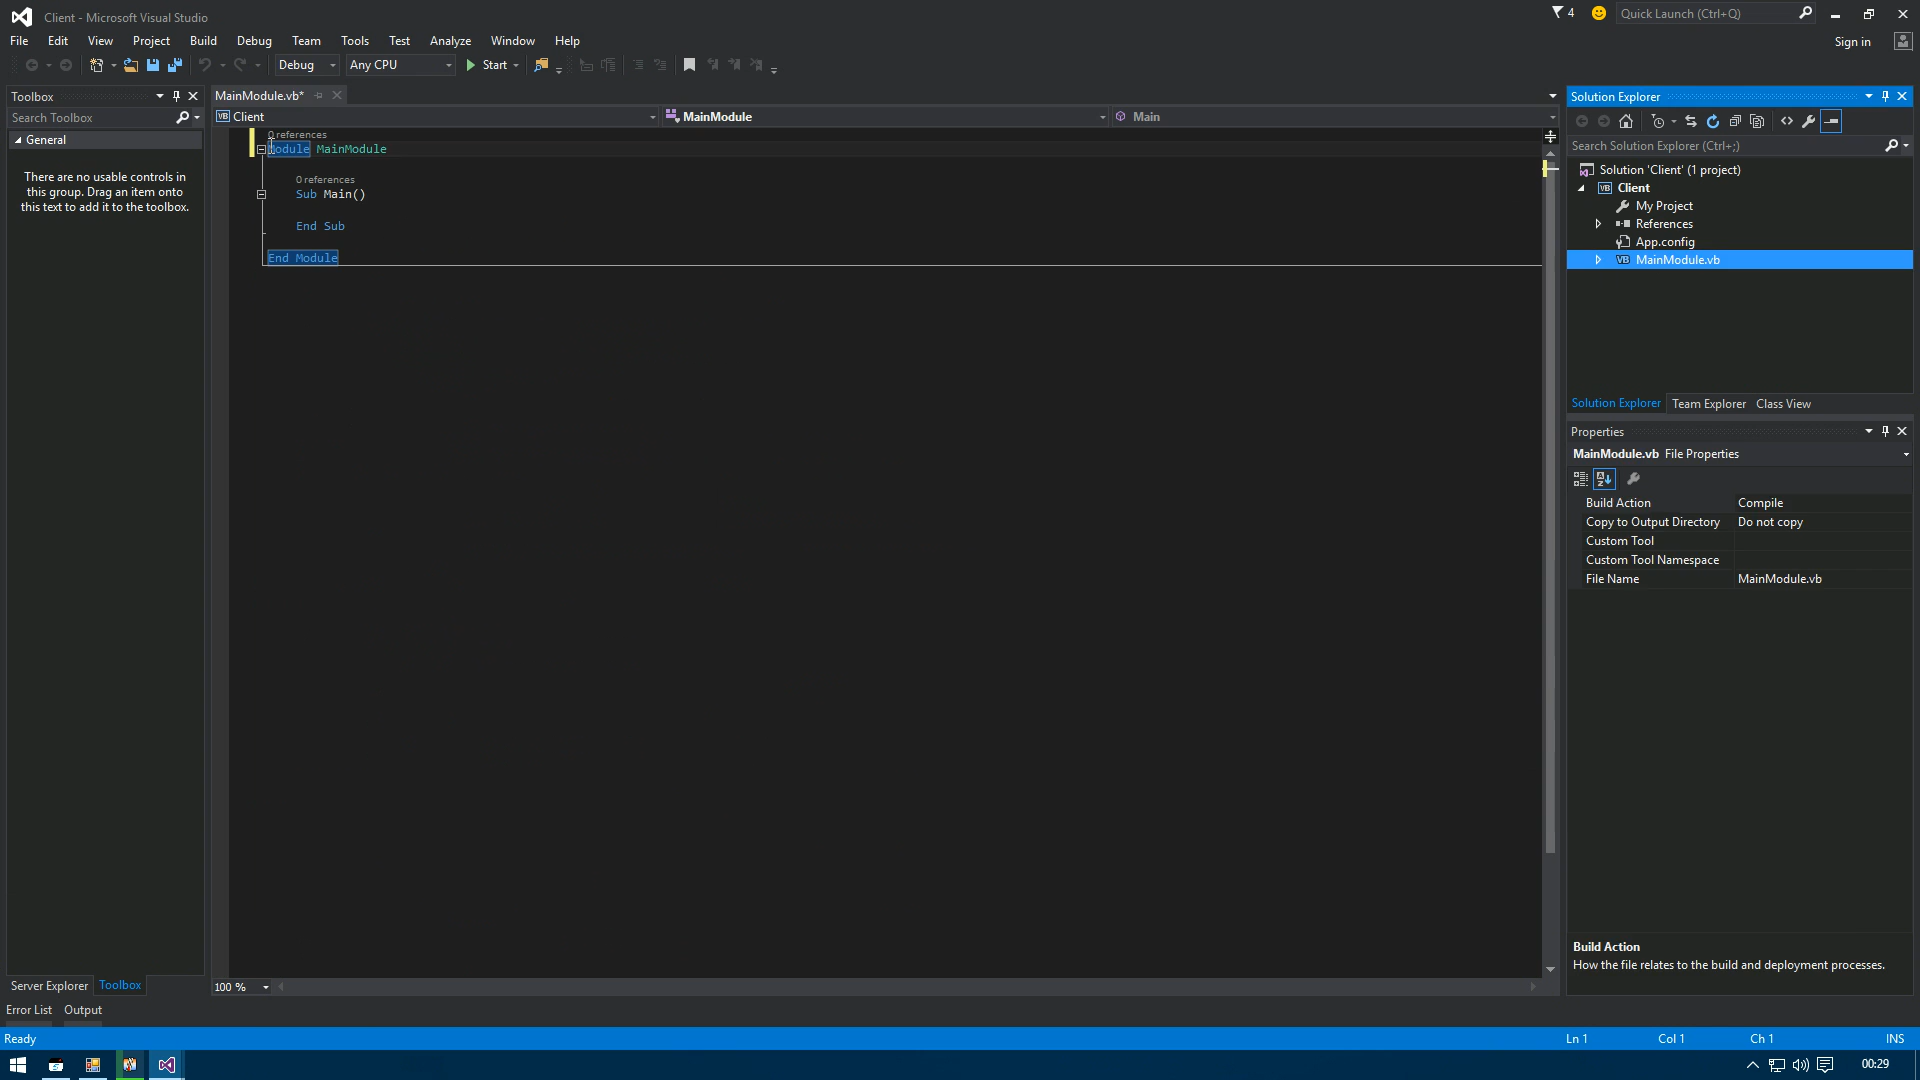 Client - Microsoft Visual Studio
4
Quick Launch (Ctrl+Q)
File Edit View Project Build Debug Team Tools Test Analyze Window Help
Sign in
Debug Any CPU Start
Toolbox
Search Toolbox
General
There are no usable controls in
this group. Drag an item onto
this text to add it to the toolbox.
Server Explorer Toolbox
MainModule.vb*
VB Client MainModule Main
0 references
Module MainModule
0 references
Sub Main()
End Sub
End Module
100 %
Solution Explorer
Search Solution Explorer (Ctrl+;)
Solution 'Client' (1 project)
VB Client
My Project
References
App.config
VB MainModule.vb
Solution Explorer Team Explorer Class View
Properties
MainModule.vb File Properties
Build Action Compile
Copy to Output Directory Do not copy
Custom Tool
Custom Tool Namespace
File Name MainModule.vb
Build Action
How the file relates to the build and deployment processes.
Error List Output
Ready Ln 1 Col 1 Ch 1 INS
00:29